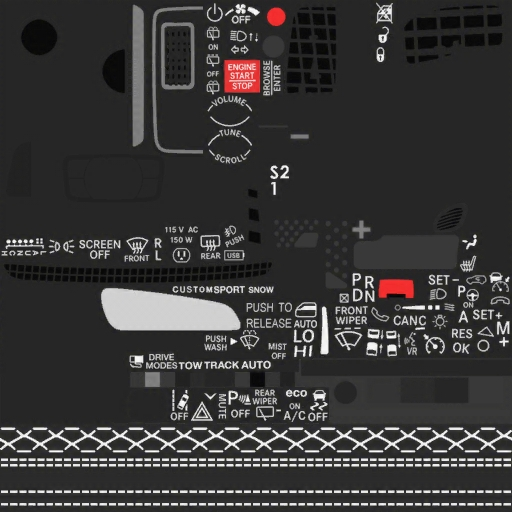 OFF
ON
OFF
ENGINE
START
STOP
BROWSE
ENTER
VOLUME
TUNE
SCROLL
S2
1
115 V AC
150 W
SCREEN
OFF
FRONT
R
L
REAR
USB
PUSH
CUSTOM SPORT SNOW
PUSH TO
RELEASE
AUTO
LO
HI
PUSH
WASH
MIST
OFF
DRIVE
MODES
TOW TRACK AUTO
P R
D N
FRONT
WIPER
SET-
P
ON
A
SET+
M
+
CANC
VR
RES
OK
OFF
MUTE
P
OFF
REAR
WIPER
eco
ON
A/C
OFF